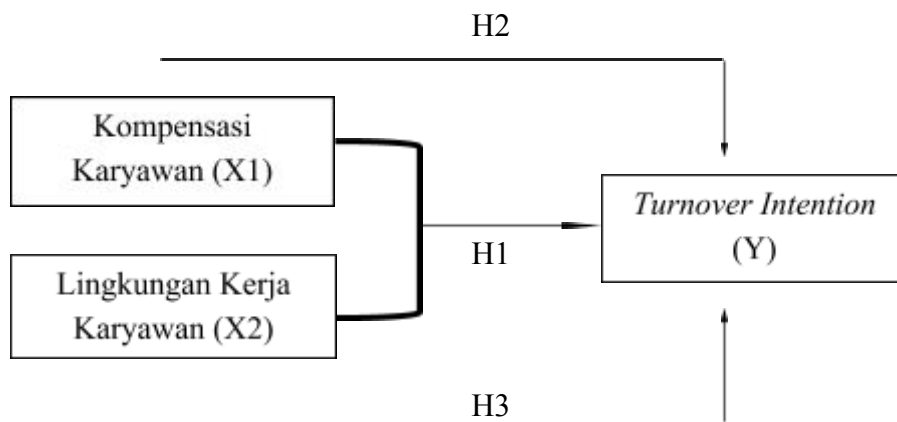 H2
Kompensasi
Karyawan (X1)
Turnover Intention
(Y)
H1
Lingkungan Kerja
Karyawan (X2)
H3